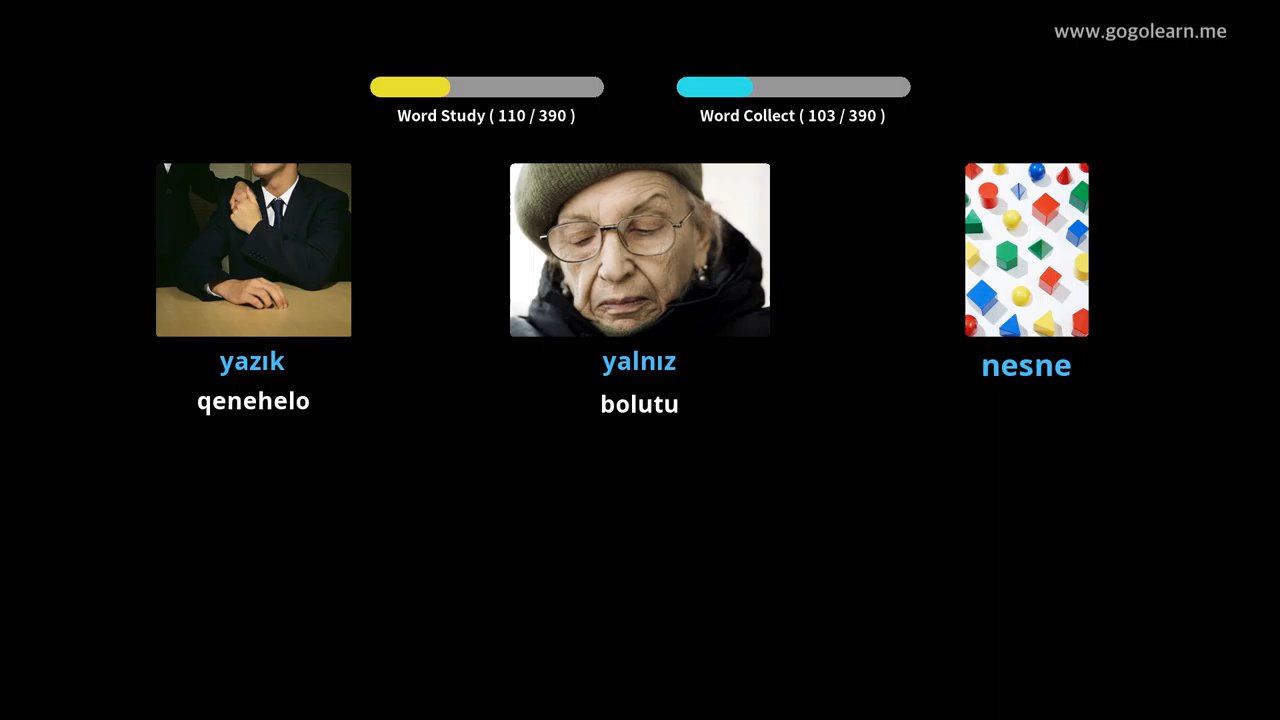 www.gogolearn.me
Word Study ( 110 / 390 )
Word Collect ( 103 / 390 )
yazık
qenehelo
yalnız
bolutu
nesne